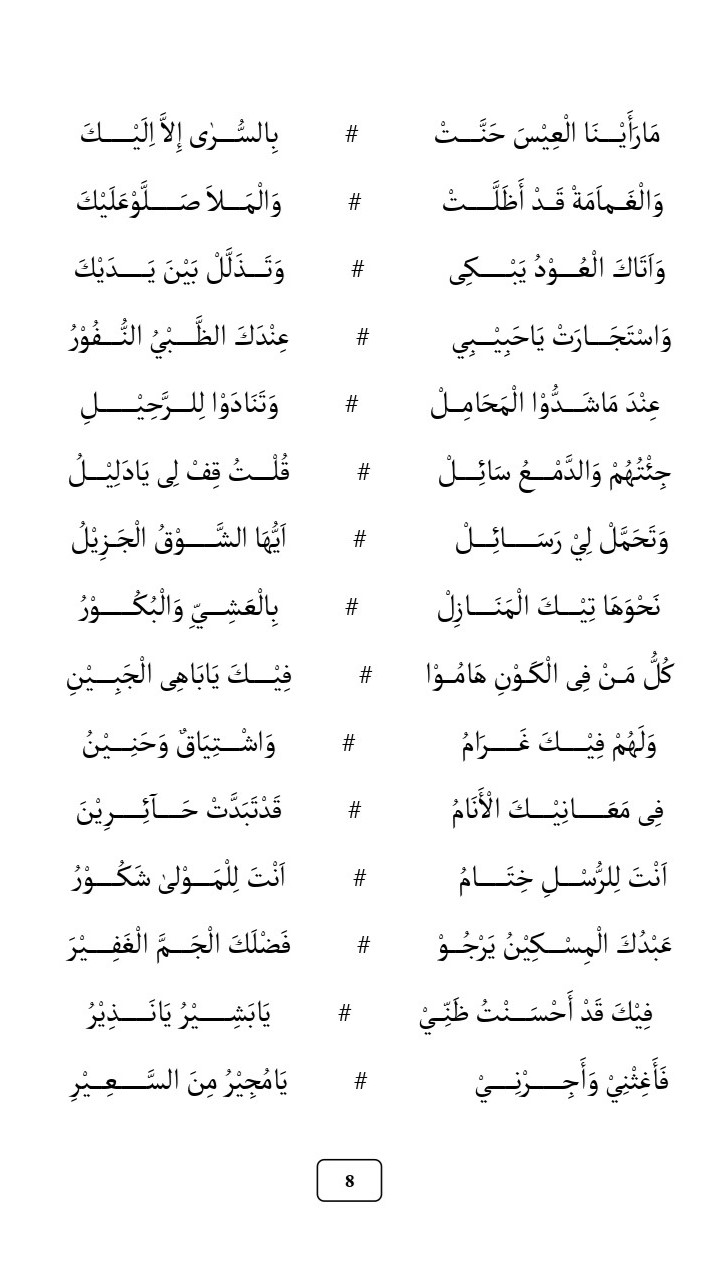 مَارَأَيْنَا الْعِيْسَ حَنَّتْ # بِالسُّرٰى إِلاَّ اِلَيْكَ
وَالْغَمَامَةْ قَدْ أَظَلَّتْ # وَالْمَلاَ صَلَّوْعَلَيْكَ
وَاَتَاكَ الْعُوْدُ يَبْكِى # وَتَذَلَّلْ بَيْنَ يَدَيْكَ
وَاسْتَجَارَتْ يَاحَبِيْبِي # عِنْدَكَ الظَّبْيُ النُّفُوْرُ
عِنْدَ مَاشَدُّوْا الْمَحَامِلْ # وَتَنَادَوْا لِلرَّحِيْلِ
جِئْتُهُمْ وَالدَّمْعُ سَائِلْ # قُلْتُ قِفْ لِى يَادَلِيْلُ
وَتَحَمَّلْ لِيْ رَسَائِلْ # اَيُّهَا الشَّوْقُ الْجَزِيْلُ
نَحْوَهَا تِيْكَ الْمَنَازِلْ # بِالْعَشِيِّ وَالْبُكُوْرُ
كُلُّ مَنْ فِى الْكَوْنِ هَامُوْا # فِيْكَ يَابَاهِى الْجَبِيْنِ
وَلَهُمْ فِيْكَ غَرَامُ # وَاشْتِيَاقٌ وَحَنِيْنُ
فِى مَعَانِيْكَ الْأَنَامُ # قَدْتَبَدَّتْ حَآئِرِيْنَ
اَنْتَ لِلرُّسْلِ خِتَامُ # اَنْتَ لِلْمَوْلىٰ شَكُوْرُ
عَبْدُكَ الْمِسْكِيْنُ يَرْجُوْ # فَضْلَكَ الْجَمَّ الْغَفِيْرَ
فِيْكَ قَدْ أَحْسَنْتُ ظَنِّيْ # يَابَشِيْرُ يَانَذِيْرُ
فَأَغِثْنِيْ وَأَجِرْنِيْ # يَامُجِيْرُ مِنَ السَّعِيْرِ
8